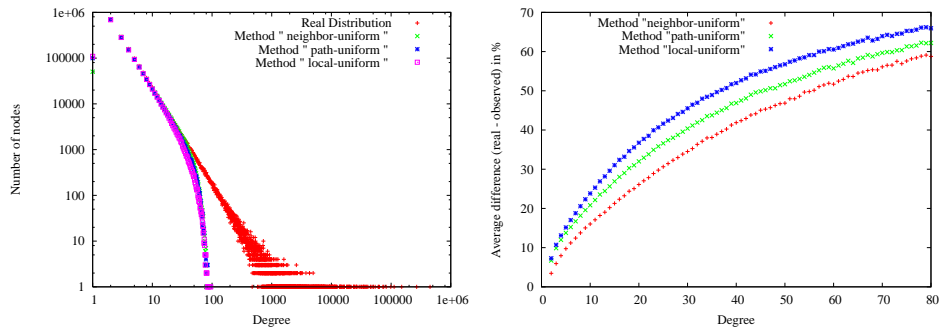 1e+06
100000
10000
1000
100
10
1
1
10
100
1000
10000
100000
1e+06
Number of nodes
Degree
Real Distribution
Method " neighbor-uniform "
Method " path-uniform "
Method " local-uniform "
70
60
50
40
30
20
10
0
0
10
20
30
40
50
60
70
80
Average difference (real - observed) in %
Degree
Method "neighbor-uniform"
Method "path-uniform"
Method "local-uniform"